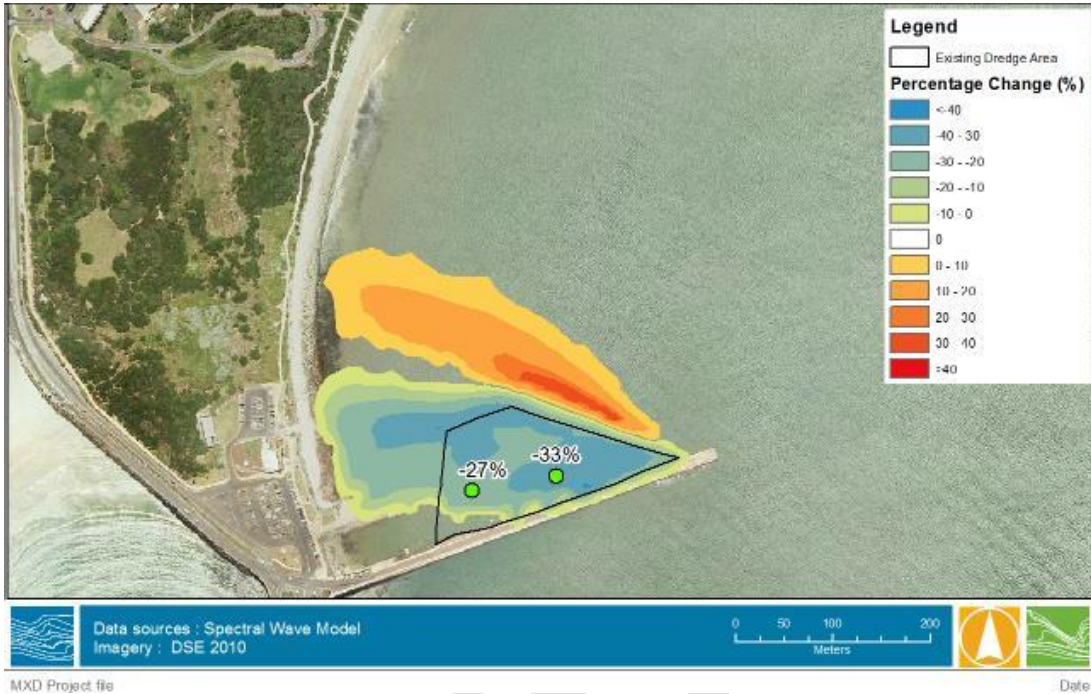 Legend
Existing Dredge Area
Percentage Change (%)
<-40
-40 - 30
-30 - -20
-20 - -10
-10 - 0
0
0 - 10
10 - 20
20 - 30
30 - 40
>40
-27%
-33%
Data sources : Spectral Wave Model
Imagery : DSE 2010
0 50 100 200
Meters
MXD Project file
Date